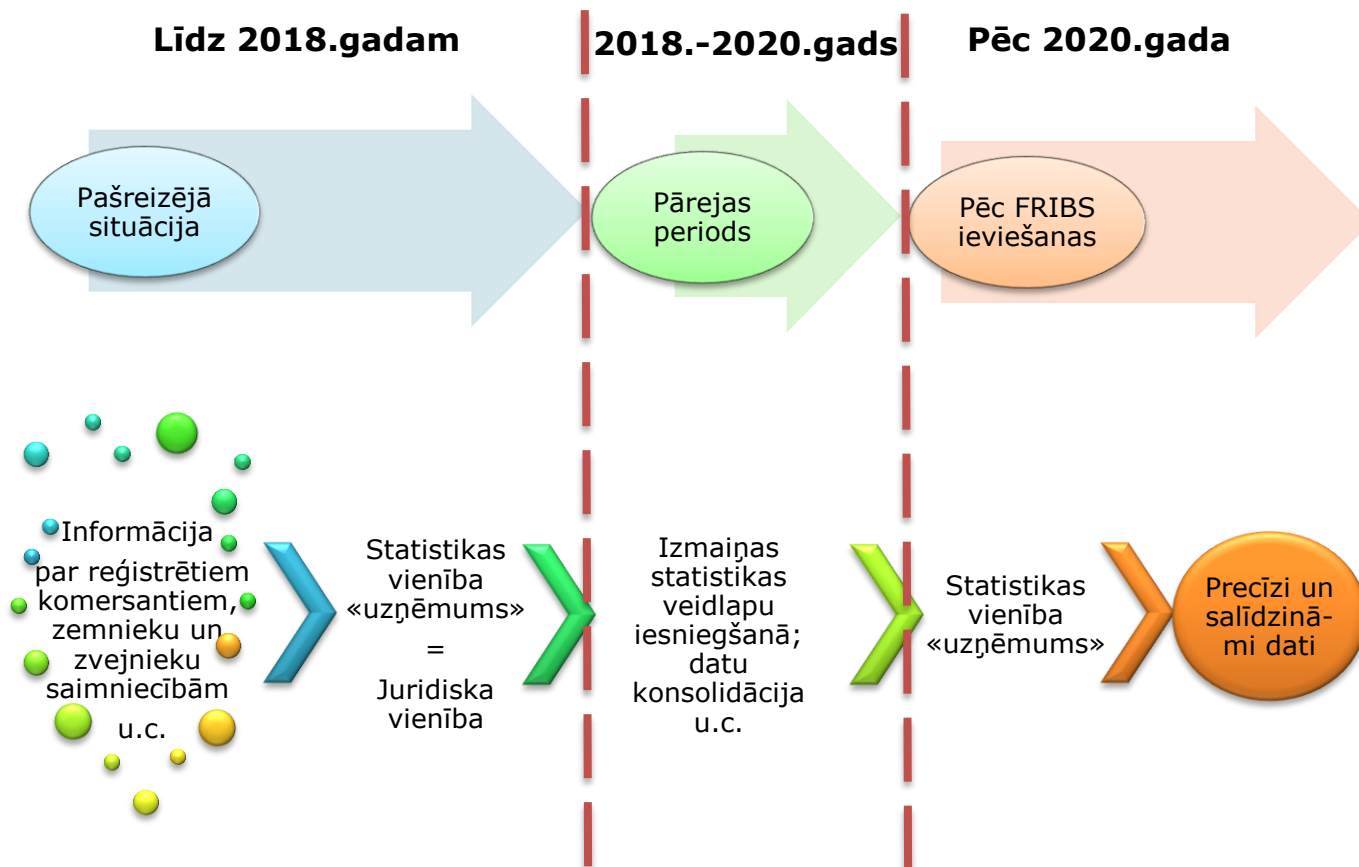 Līdz 2018.gadam
2018.-2020.gads
Pēc 2020.gada
Pašreizējā
situācija
Pārejas
periods
Pēc FRIBS
ieviešanas
Informācija
par reģistrētiem
komersantiem,
zemnieku un
zvejnieku
saimniecībām
u.c.
Statistikas
vienība
«uzņēmums»
=
Juridiska
vienība
Izmaiņas
statistikas
veidlapu
iesniegšanā;
datu
konsolidācija
u.c.
Statistikas
vienība
«uzņēmums»
Precīzi un
salīdzinā-
mi dati